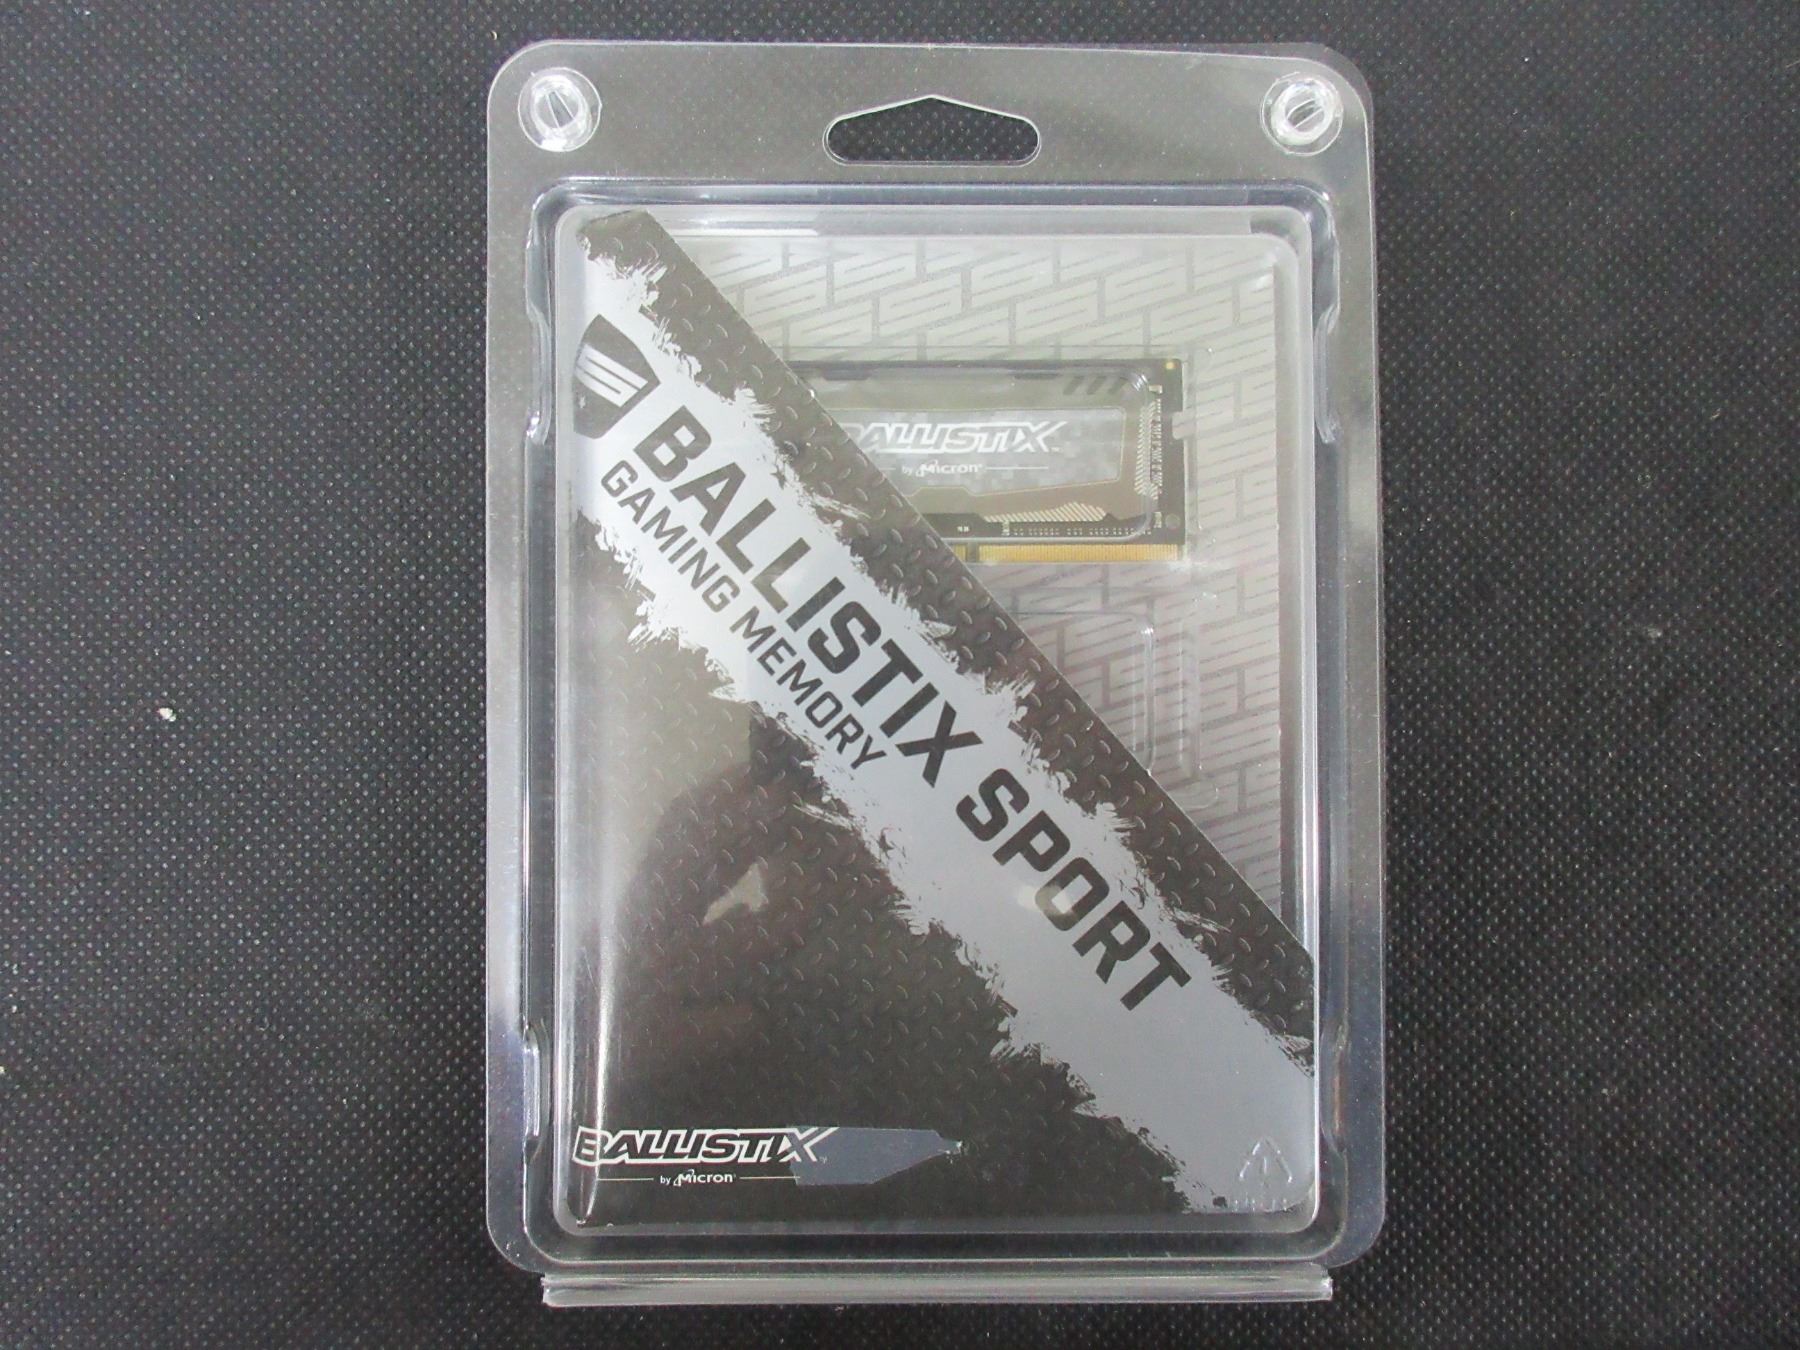 BALLISTIX
by Micron
BALLISTIX SPORT
GAMING MEMORY
BALLISTIX
by Micron